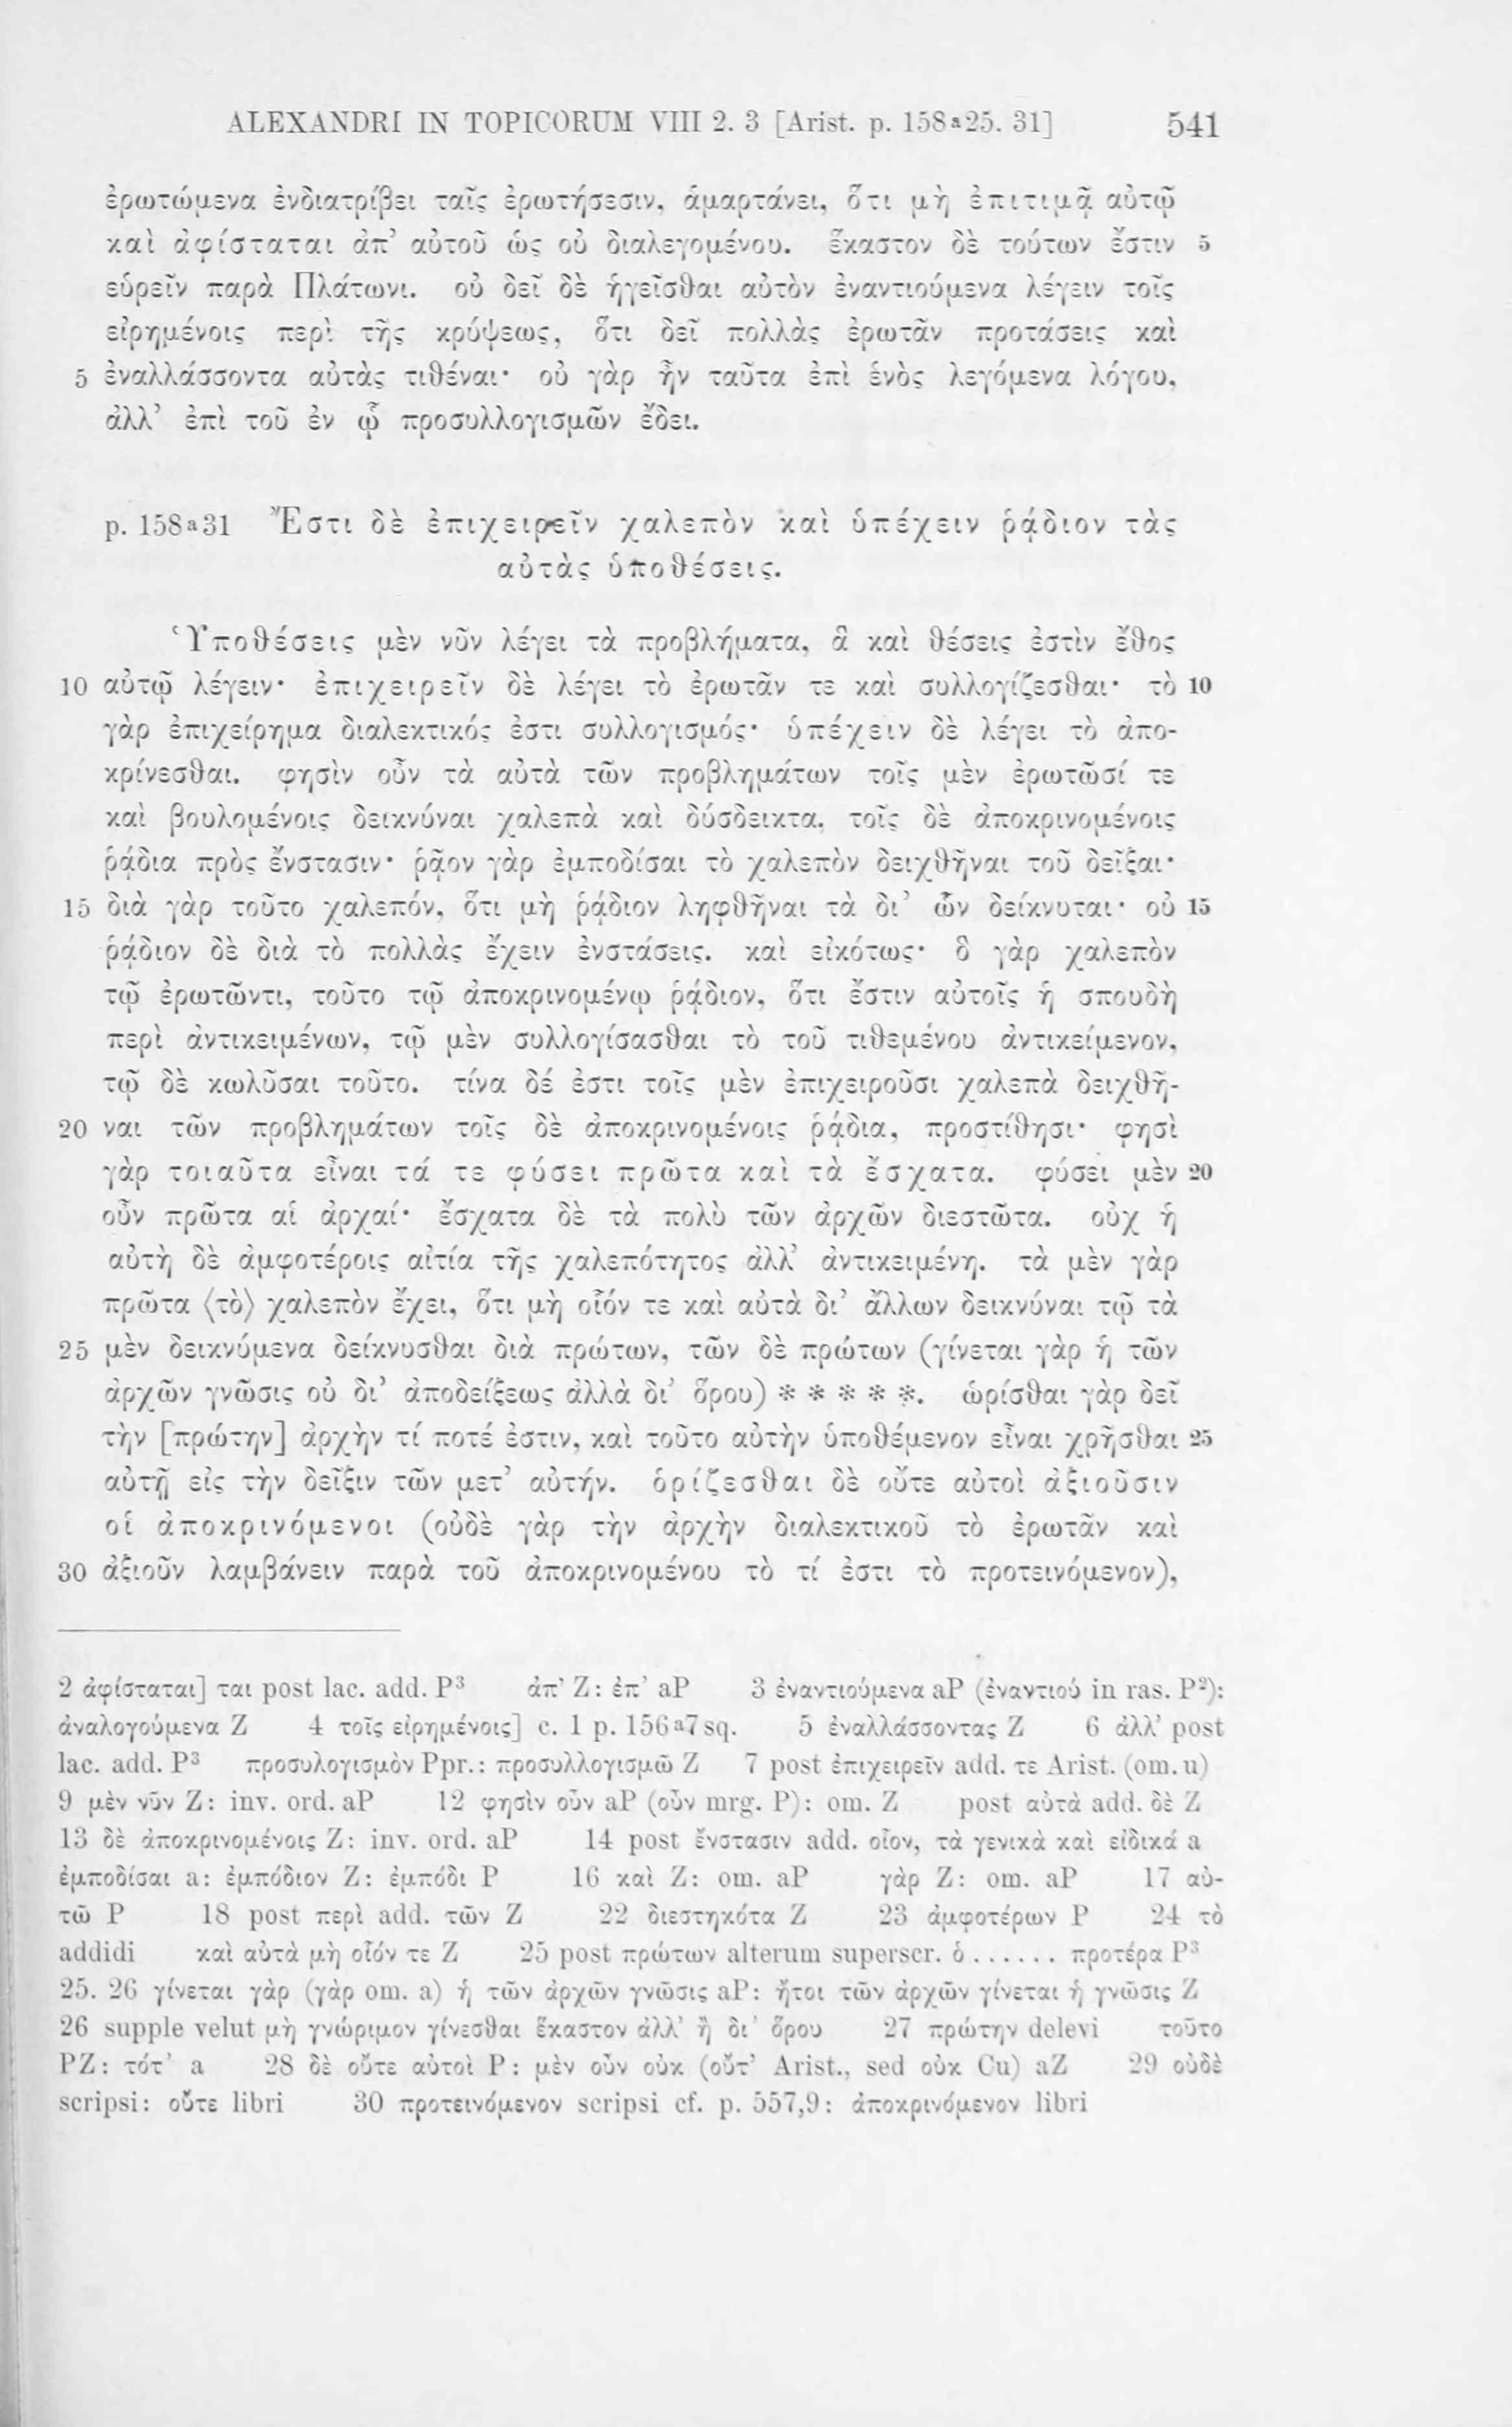 ALEXANDRI IN TOPICORUM VIII 2. 3 [Arist. p. 158ᵃ25. 31] 541
ἐρωτώμενα ἐνδιατρίβει ταῖς ἐρωτήσεσιν, ἁμαρτάνει, ὅτι μὴ ἐπιτιμᾷ αὐτῷ
καὶ ἀφίσταται ἀπ’ αὐτοῦ ὡς οὐ διαλεγομένου. ἕκαστον δὲ τούτων ἔστιν 5
εὑρεῖν παρὰ Πλάτωνι. οὐ δεῖ δὲ ἡγεῖσθαι αὐτὸν ἐναντιούμενα λέγειν τοῖς
εἰρημένοις περὶ τῆς κρύψεως, ὅτι δεῖ πολλὰς ἐρωτᾶν προτάσεις καὶ
5 ἐναλλάσσοντα αὐτὰς τιθέναι· οὐ γὰρ ἦν ταῦτα ἐπὶ ἑνὸς λεγόμενα λόγου,
ἀλλ’ ἐπὶ τοῦ ἐν ᾧ προσυλλογισμῶν ἔδει.
p. 158ᵃ31 Ἔστι δὲ ἐπιχειρεῖν χαλεπὸν καὶ ὑπέχειν ῥᾴδιον τὰς
αὐτὰς ὑποθέσεις.
Ὑποθέσεις μὲν νῦν λέγει τὰ προβλήματα, ἃ καὶ θέσεις ἐστὶν ἔθος
10 αὐτῷ λέγειν· ἐπιχειρεῖν δὲ λέγει τὸ ἐρωτᾶν τε καὶ συλλογίζεσθαι· τὸ 10
γὰρ ἐπιχείρημα διαλεκτικός ἐστι συλλογισμός· ὑπέχειν δὲ λέγει τὸ ἀπο-
κρίνεσθαι. φησὶν οὖν τὰ αὐτὰ τῶν προβλημάτων τοῖς μὲν ἐρωτῶσί τε
καὶ βουλομένοις δεικνύναι χαλεπὰ καὶ δύσδεικτα, τοῖς δὲ ἀποκρινομένοις
ῥᾴδια πρὸς ἔνστασιν· ῥᾷον γὰρ ἐμποδίσαι τὸ χαλεπὸν δειχθῆναι τοῦ δεῖξαι·
15 διὰ γὰρ τοῦτο χαλεπόν, ὅτι μὴ ῥᾴδιον ληφθῆναι τὰ δι’ ὧν δείκνυται· οὐ 15
ῥᾴδιον δὲ διὰ τὸ πολλὰς ἔχειν ἐνστάσεις. καὶ εἰκότως· ὃ γὰρ χαλεπὸν
τῷ ἐρωτῶντι, τοῦτο τῷ ἀποκρινομένῳ ῥᾴδιον, ὅτι ἔστιν αὐτοῖς ἡ σπουδὴ
περὶ ἀντικειμένων, τῷ μὲν συλλογίσασθαι τὸ τοῦ τιθεμένου ἀντικείμενον,
τῷ δὲ κωλῦσαι τοῦτο. τίνα δέ ἐστι τοῖς μὲν ἐπιχειροῦσι χαλεπὰ δειχθῆ-
20 ναι τῶν προβλημάτων τοῖς δὲ ἀποκρινομένοις ῥᾴδια, προστίθησι· φησὶ
γὰρ τοιαῦτα εἶναι τά τε φύσει πρῶτα καὶ τὰ ἔσχατα. φύσει μὲν 20
οὖν πρῶτα αἱ ἀρχαί· ἔσχατα δὲ τὰ πολὺ τῶν ἀρχῶν διεστῶτα. οὐχ ἡ
αὐτὴ δὲ ἀμφοτέροις αἰτία τῆς χαλεπότητος ἀλλ’ ἀντικειμένη. τὰ μὲν γὰρ
πρῶτα ⟨τὸ⟩ χαλεπὸν ἔχει, ὅτι μὴ οἷόν τε καὶ αὐτὰ δι’ ἄλλων δεικνύναι τῷ τὰ
25 μὲν δεικνύμενα δείκνυσθαι διὰ πρώτων, τῶν δὲ πρώτων (γίνεται γὰρ ἡ τῶν
ἀρχῶν γνῶσις οὐ δι’ ἀποδείξεως ἀλλὰ δι’ ὅρου) * * * * *. ὡρίσθαι γὰρ δεῖ
τὴν [πρώτην] ἀρχὴν τί ποτέ ἐστιν, καὶ τοῦτο αὐτὴν ὑποθέμενον εἶναι χρῆσθαι 25
αὐτῇ εἰς τὴν δεῖξιν τῶν μετ’ αὐτήν. ὁρίζεσθαι δὲ οὔτε αὐτοὶ ἀξιοῦσιν
οἱ ἀποκρινόμενοι (οὐδὲ γὰρ τὴν ἀρχὴν διαλεκτικοῦ τὸ ἐρωτᾶν καὶ
30 ἀξιοῦν λαμβάνειν παρὰ τοῦ ἀποκρινομένου τὸ τί ἐστι τὸ προτεινόμενον),
2 ἀφίσταται] ται post lac. add. P³ ἀπ’ Z: ἐπ’ aP 3 ἐναντιούμενα aP (ἐναντιού in ras. P²):
ἀναλογούμενα Z 4 τοῖς εἰρημένοις] c. 1 p. 156ᵃ7 sq. 5 ἐναλλάσσοντας Z 6 ἀλλ’ post
lac. add. P³ προσυλογισμὸν Ppr.: προσυλλογισμῶ Z 7 post ἐπιχειρεῖν add. τε Arist. (om. u)
9 μὲν νῦν Z: inv. ord. aP 12 φησὶν οὖν aP (οὖν mrg. P): om. Z post αὐτὰ add. δὲ Z
13 δὲ ἀποκρινομένοις Z: inv. ord. aP 14 post ἔνστασιν add. οἷον, τὰ γενικὰ καὶ εἰδικά a
ἐμποδίσαι a: ἐμπόδιον Z: ἐμπόδι P 16 καὶ Z: om. aP γὰρ Z: om. aP 17 αὐ-
τῶ P 18 post περὶ add. τῶν Z 22 διεστηκότα Z 23 ἀμφοτέρων P 24 τὸ
addidi καὶ αὐτὰ μὴ οἷόν τε Z 25 post πρώτων alterum superscr. ὁ . . . . . . προτέρα P³
25. 26 γίνεται γὰρ (γὰρ om. a) ἡ τῶν ἀρχῶν γνῶσις aP: ἤτοι τῶν ἀρχῶν γίνεται ἡ γνῶσις Z
26 supple velut μὴ γνώριμον γίνεσθαι ἕκαστον ἀλλ’ ἢ δι’ ὅρου 27 πρώτην delevi τοῦτο
PZ: τότ’ a 28 δὲ οὔτε αὐτοὶ P: μὲν οὖν οὐκ (οὔτ’ Arist., sed οὐκ Cu) aZ 29 οὐδὲ
scripsi: οὔτε libri 30 προτεινόμενον scripsi cf. p. 557,9: ἀποκρινόμενον libri